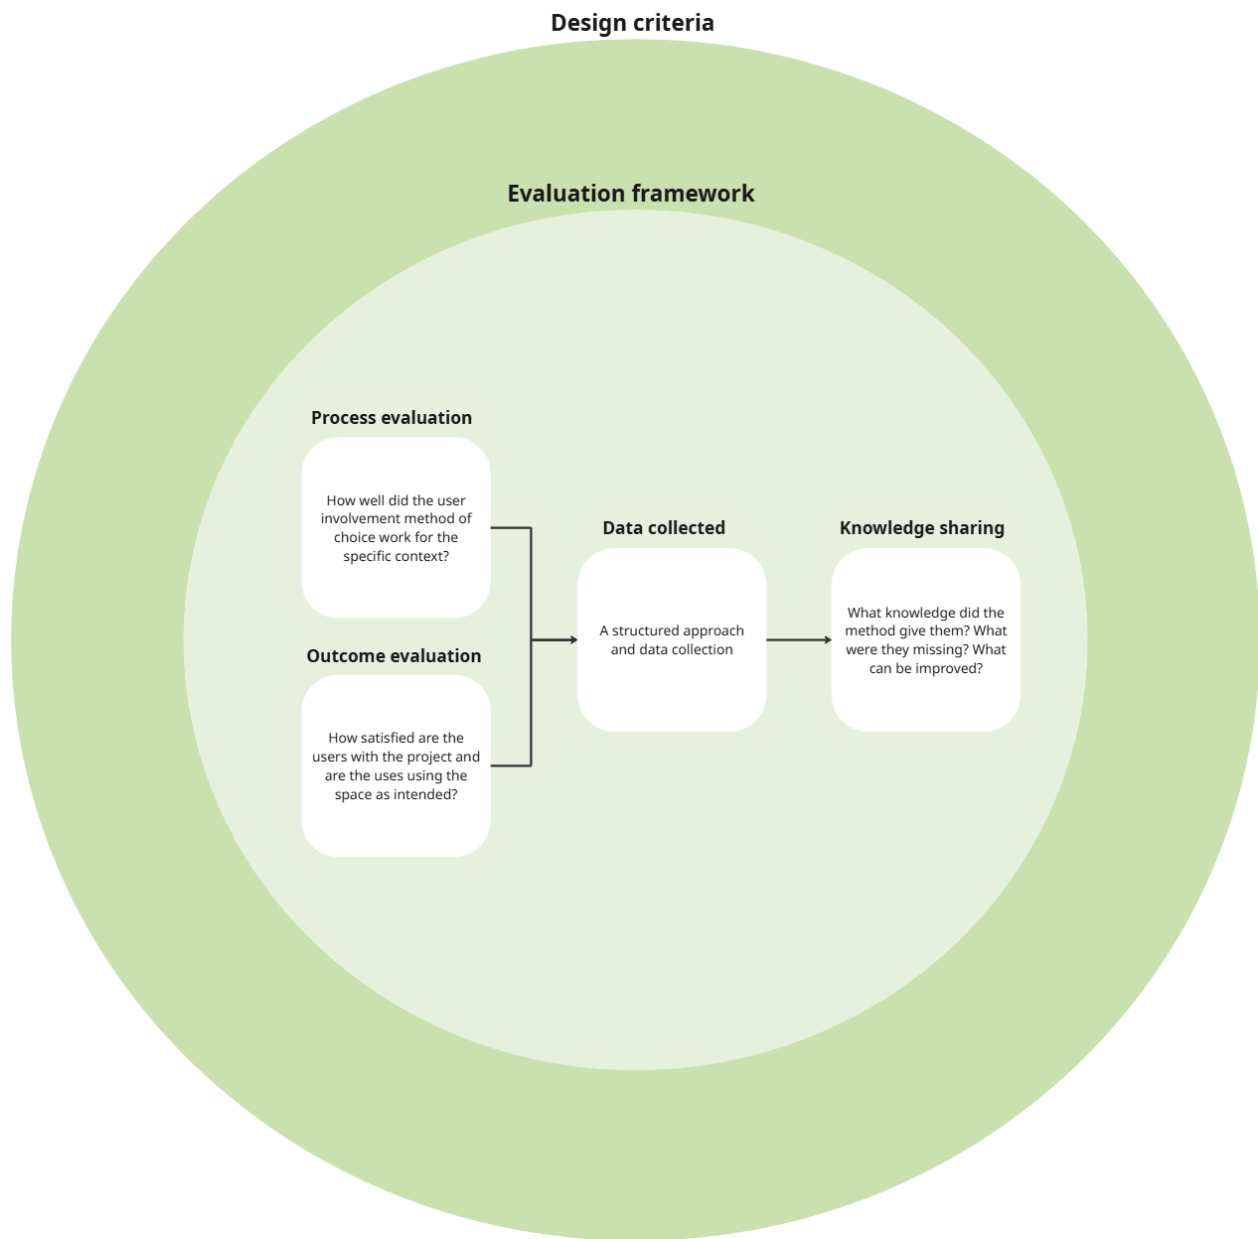 Design criteria
Evaluation framework
Process evaluation
How well did the user
involvement method of
choice work for the
specific context?
Outcome evaluation
How satisfied are the
users with the project and
are the uses using the
space as intended?
Data collected
A structured approach
and data collection
Knowledge sharing
What knowledge did the
method give them? What
were they missing? What
can be improved?